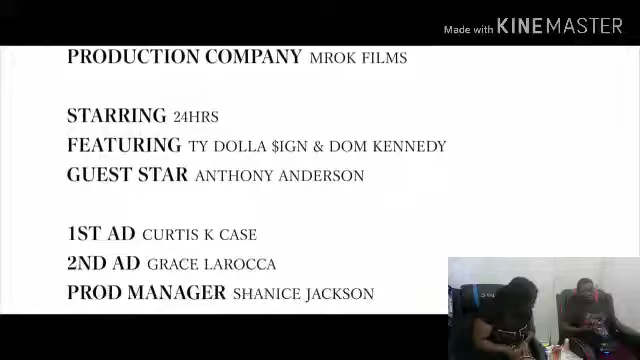 Made with KINEMASTER
PRODUCTION COMPANY MROK FILMS
STARRING 24HRS
FEATURING TY DOLLA $IGN & DOM KENNEDY
GUEST STAR ANTHONY ANDERSON
1ST AD CURTIS K CASE
2ND AD GRACE LAROCCA
PROD MANAGER SHANICE JACKSON